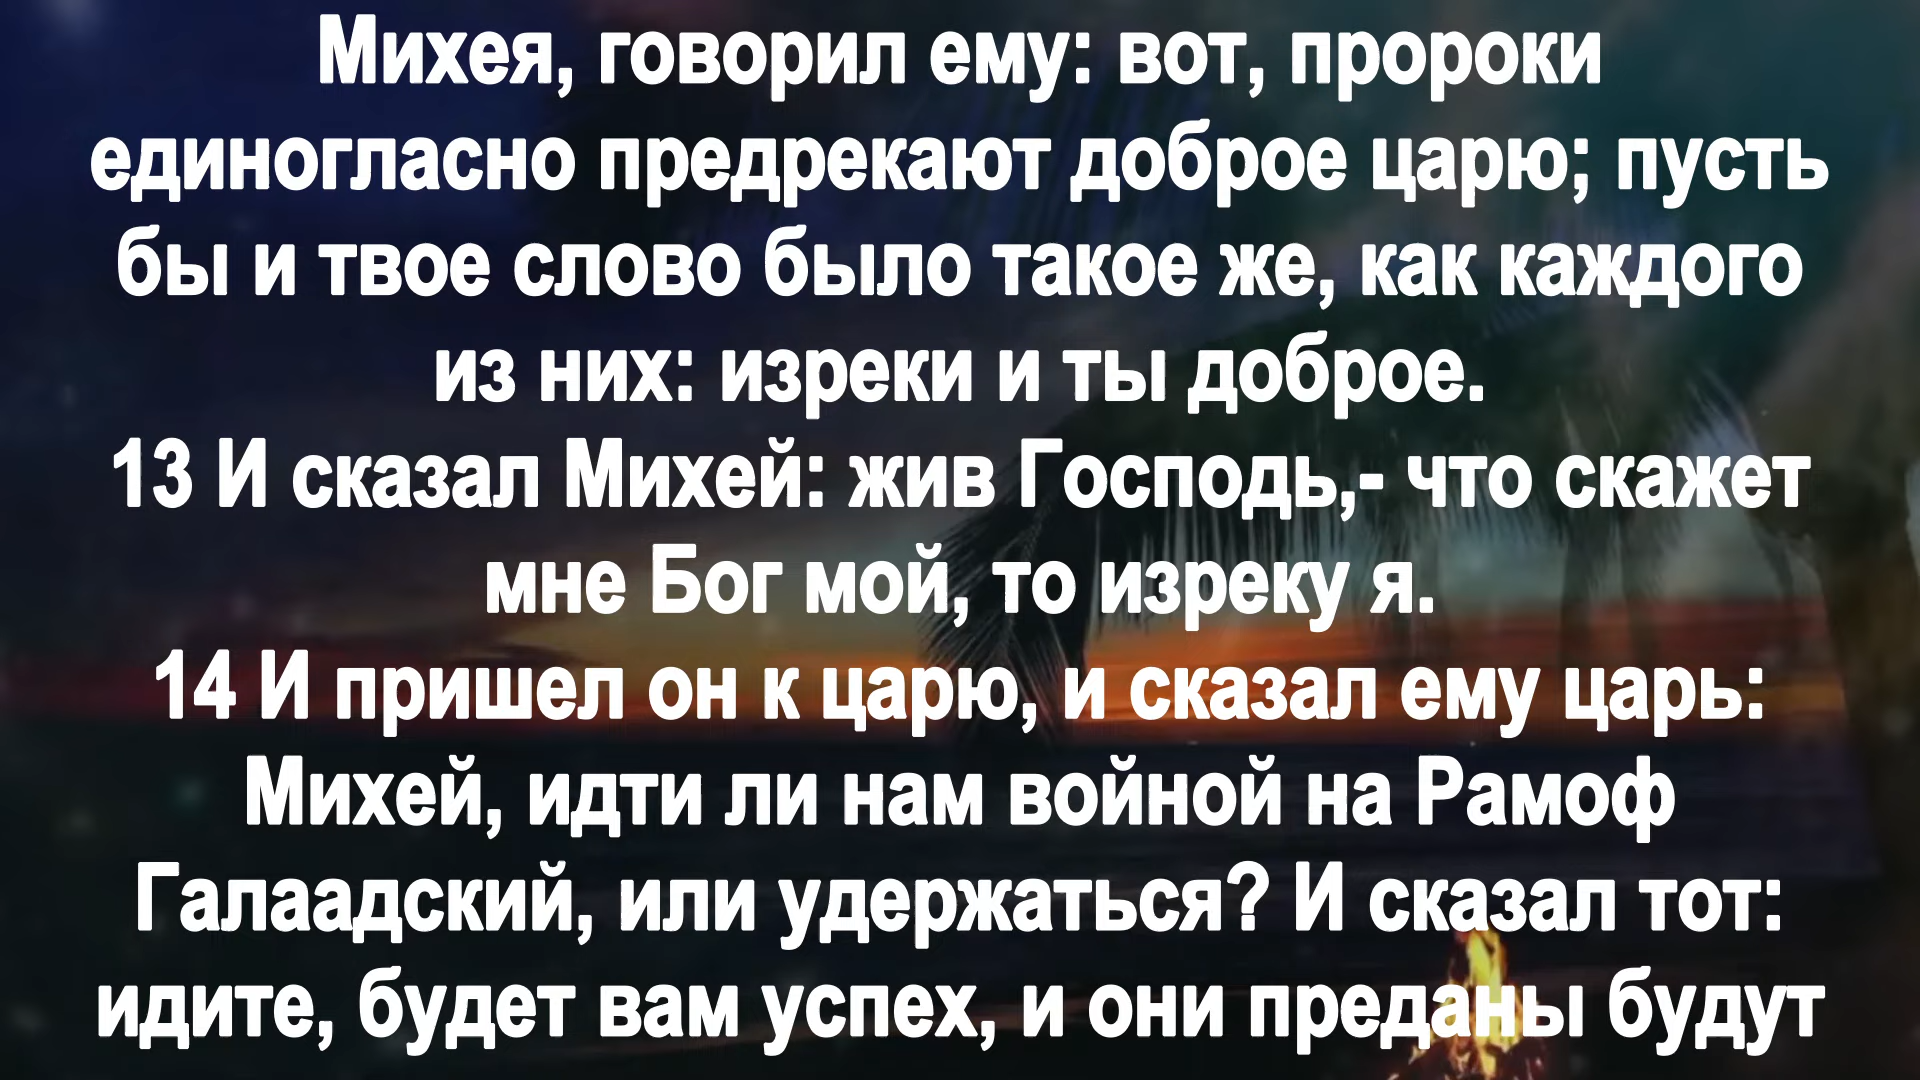 Михея, говорил ему: вот, пророки
единогласно предрекают доброе царю; пусть
бы и твое слово было такое же, как каждого
из них: изреки и ты доброе.
13 И сказал Михей: жив Господь,- что скажет
мне Бог мой, то изреку я.
14 И пришел он к царю, и сказал ему царь:
Михей, идти ли нам войной на Рамоф
Галаадский, или удержаться? И сказал тот:
идите, будет вам успех, и они преданы будут